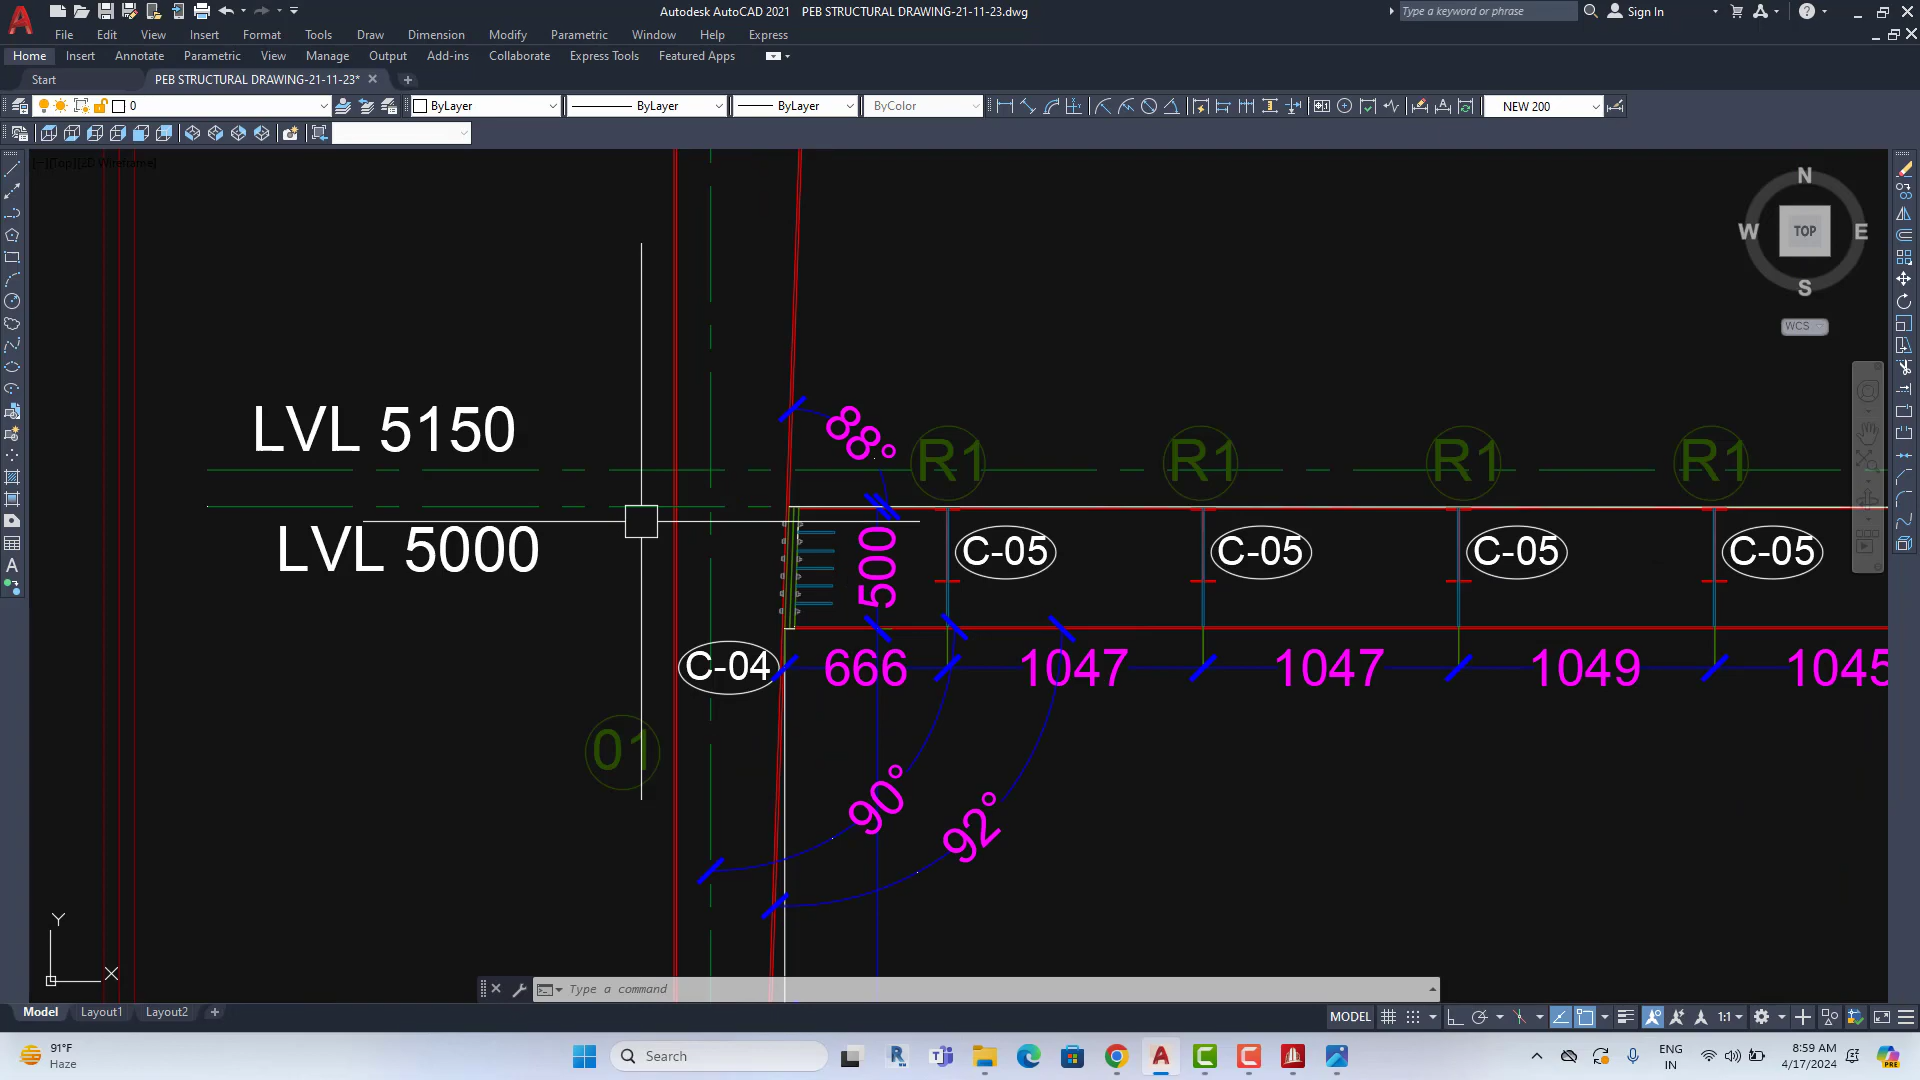 Autodesk AutoCAD 2021 PEB STRUCTURAL DRAWING-21-11-23.dwg
Type a keyword or phrase
Sign In
File Edit View Insert Format Tools Draw Dimension Modify Parametric Window Help Express
Home Insert Annotate Parametric View Manage Output Add-ins Collaborate Express Tools Featured Apps
Start PEB STRUCTURAL DRAWING-21-11-23*
0 ByLayer ByLayer ByLayer ByColor NEW 200
[−][Top][2D Wireframe]
N
W TOP E
S
WCS
LVL 5150
88°
R1 R1 R1 R1
LVL 5000
500
C-05 C-05 C-05 C-05
C-04
666 1047 1047 1049 1045
01
90°
92°
Y
X
Type a command
Model Layout1 Layout2
MODEL 1:1
91°F
Haze
Search
ENG
IN
8:59 AM
4/17/2024
PRE